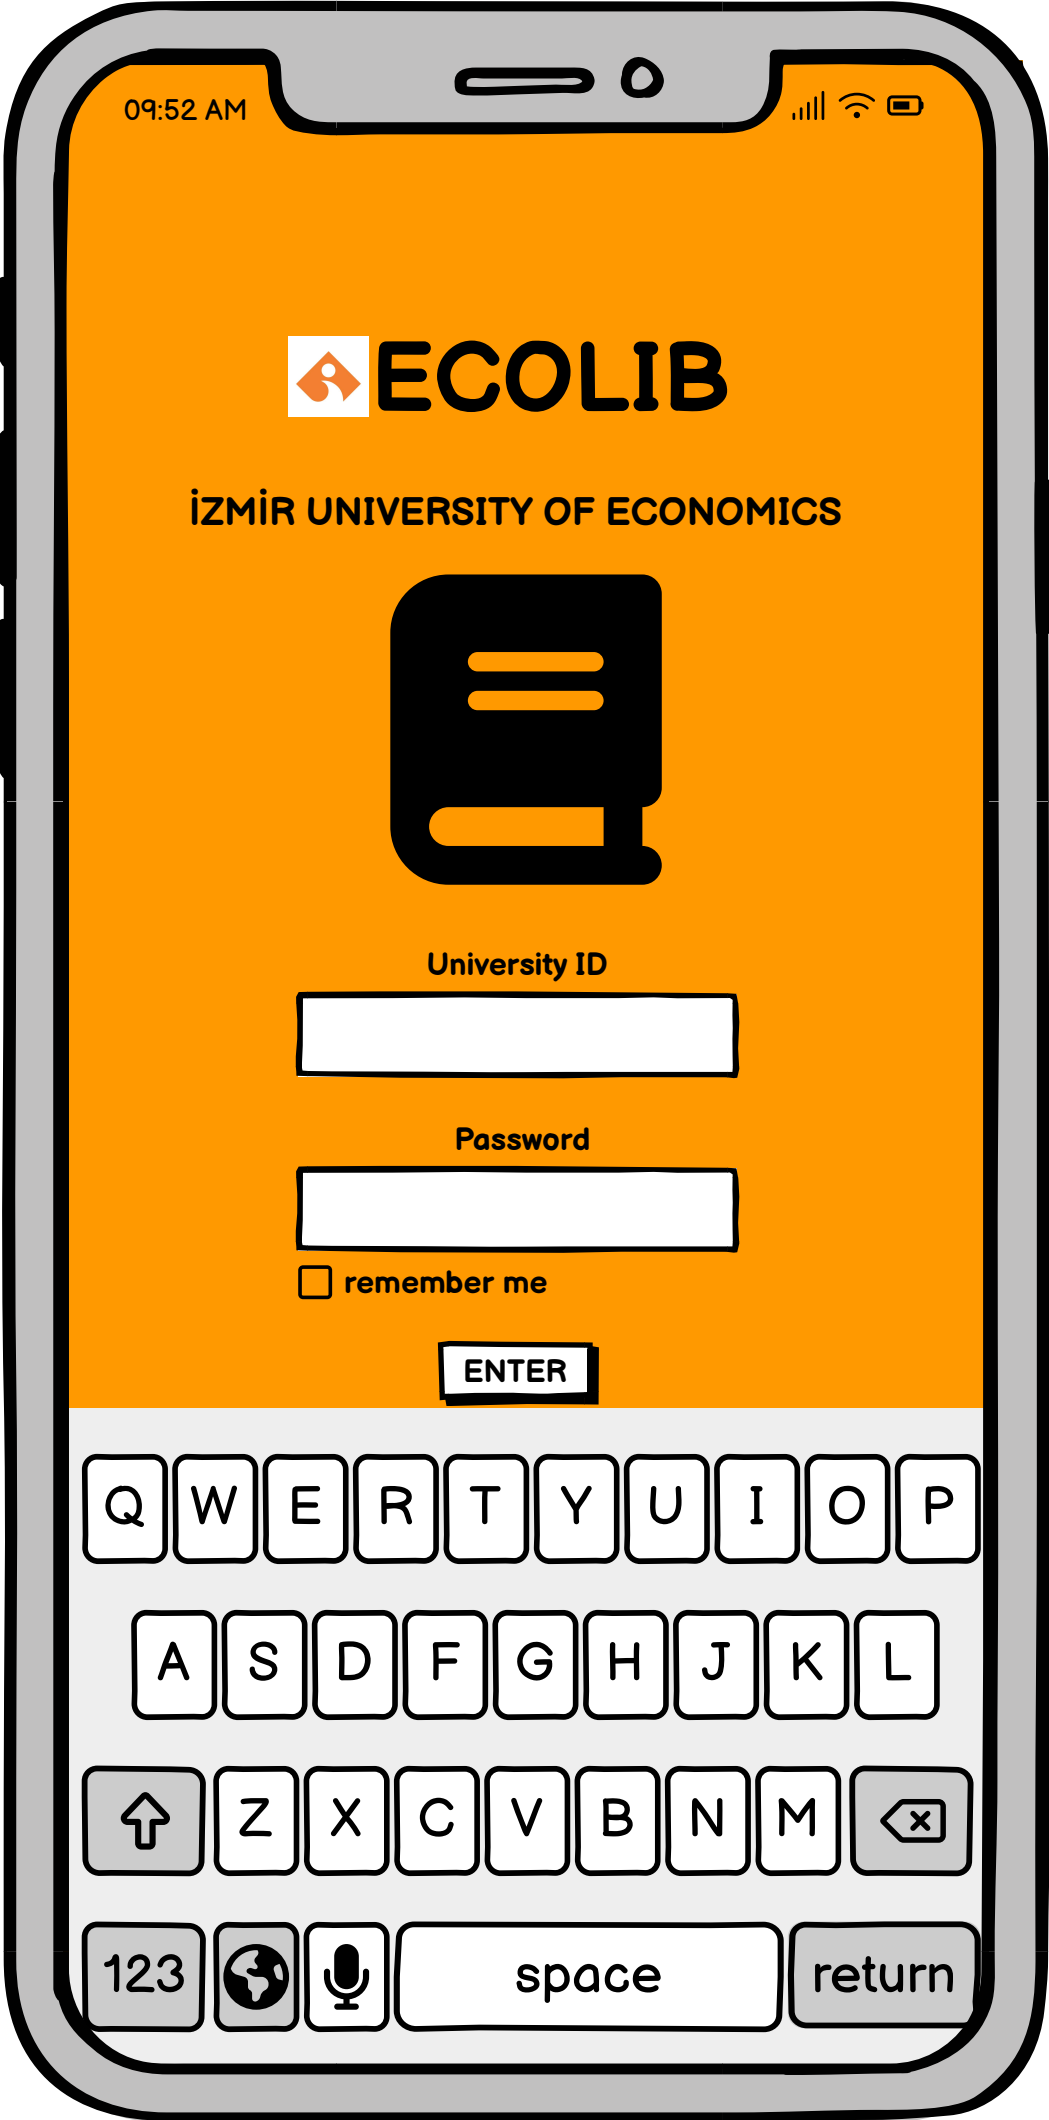 09:52 AM
ECOLIB
İZMİR UNIVERSITY OF ECONOMICS
University ID
Password
remember me
ENTER
Q W E R T Y U I O P
A S D F G H J K L
Z X C V B N M
123 space return